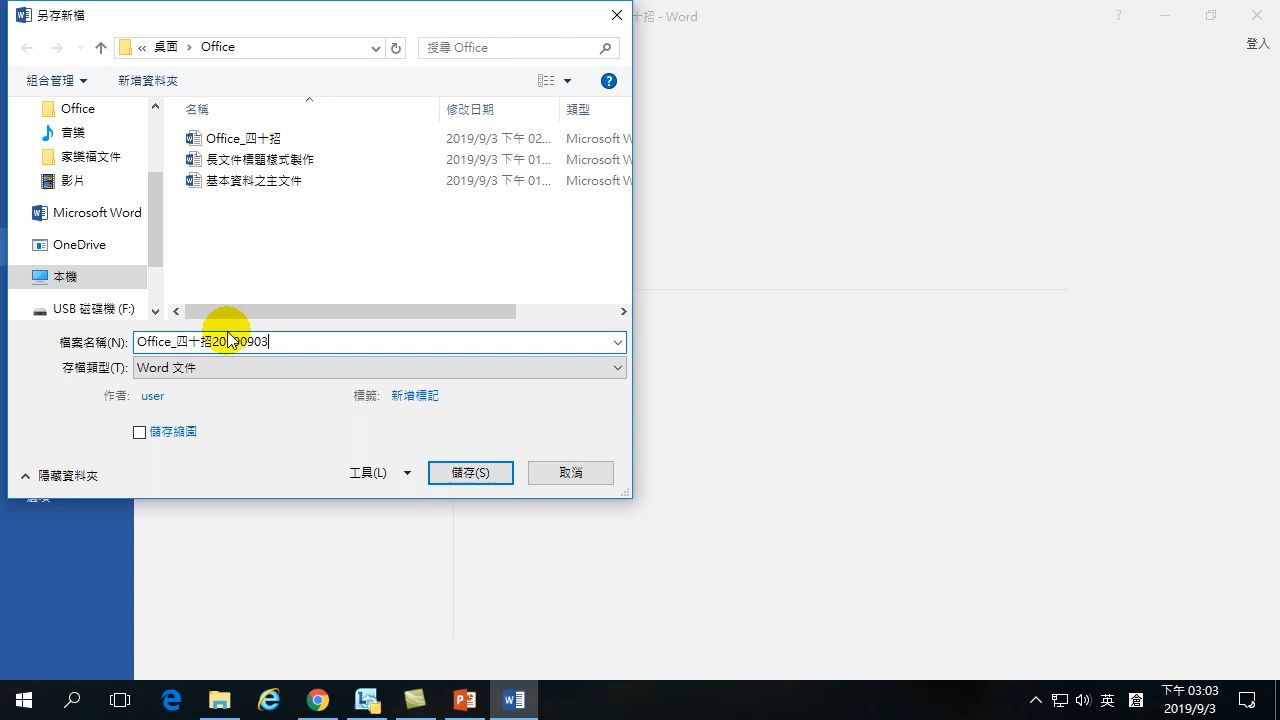 另存新檔
十招 - Word
?
登入
« 桌面 › Office
搜尋 Office
組合管理
新增資料夾
Office
音樂
家樂福文件
影片
Microsoft Word
OneDrive
本機
USB 磁碟機 (F:)
名稱 修改日期 類型
Office_四十招 2019/9/3 下午 02... Microsoft W
長文件標題樣式製作 2019/9/3 下午 01... Microsoft W
基本資料之主文件 2019/9/3 下午 01... Microsoft W
檔案名稱(N): Office_四十招20190903
存檔類型(T): Word 文件
作者: user
標籤: 新增標記
儲存縮圖
隱藏資料夾
工具(L)
儲存(S)
取消
選項
英
下午 03:03
2019/9/3